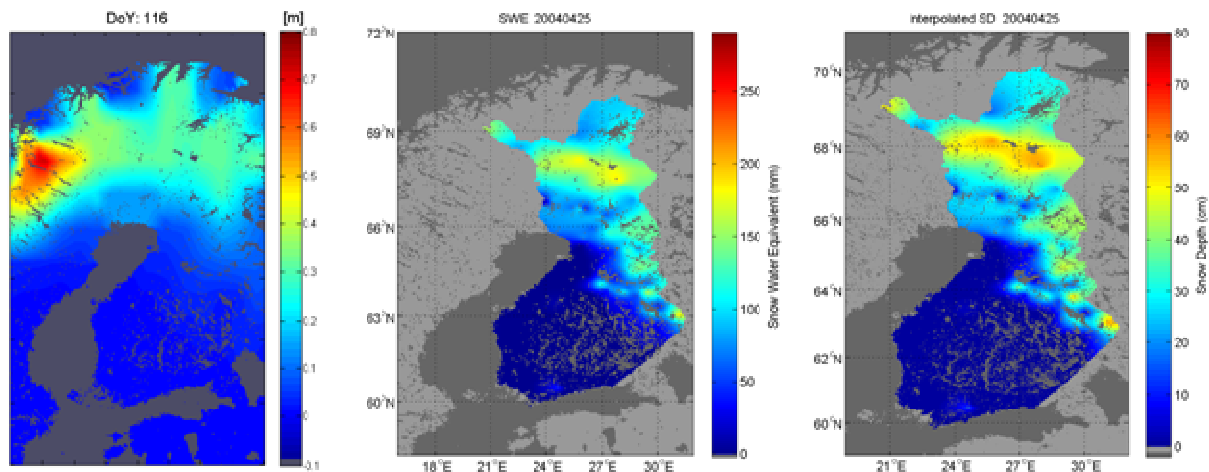 DoY: 116
[m]
0.8
0.7
0.6
0.5
0.4
0.3
0.2
0.1
0
-0.1
SWE 20040425
72°N
69°N
66°N
63°N
60°N
18°E
21°E
24°E
27°E
30°E
250
200
150
100
50
0
Snow Water Equivalent (mm)
interpolated SD 20040425
70°N
68°N
66°N
64°N
62°N
60°N
21°E
24°E
27°E
30°E
80
70
60
50
40
30
20
10
0
Snow Depth (cm)